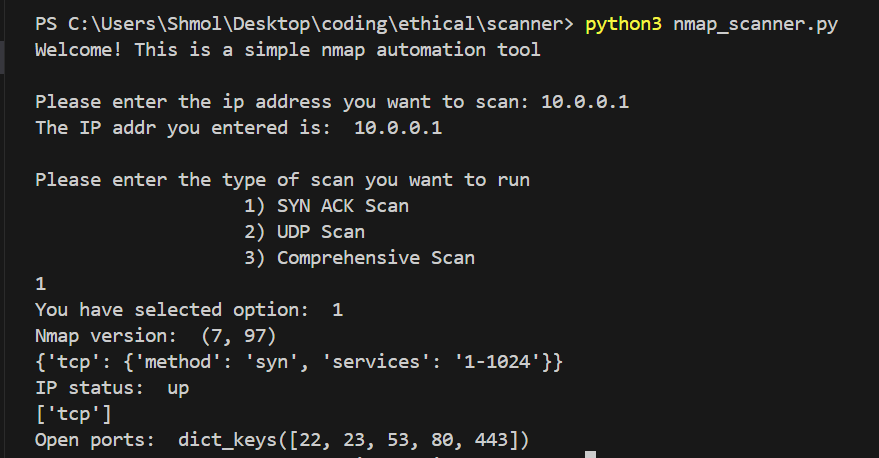 PS C:\Users\Shmol\Desktop\coding\ethical\scanner> python3 nmap_scanner.py
Welcome! This is a simple nmap automation tool
Please enter the ip address you want to scan: 10.0.0.1
The IP addr you entered is:  10.0.0.1
Please enter the type of scan you want to run
1) SYN ACK Scan
2) UDP Scan
3) Comprehensive Scan
1
You have selected option:  1
Nmap version:  (7, 97)
{'tcp': {'method': 'syn', 'services': '1-1024'}}
IP status:  up
['tcp']
Open ports:  dict_keys([22, 23, 53, 80, 443])